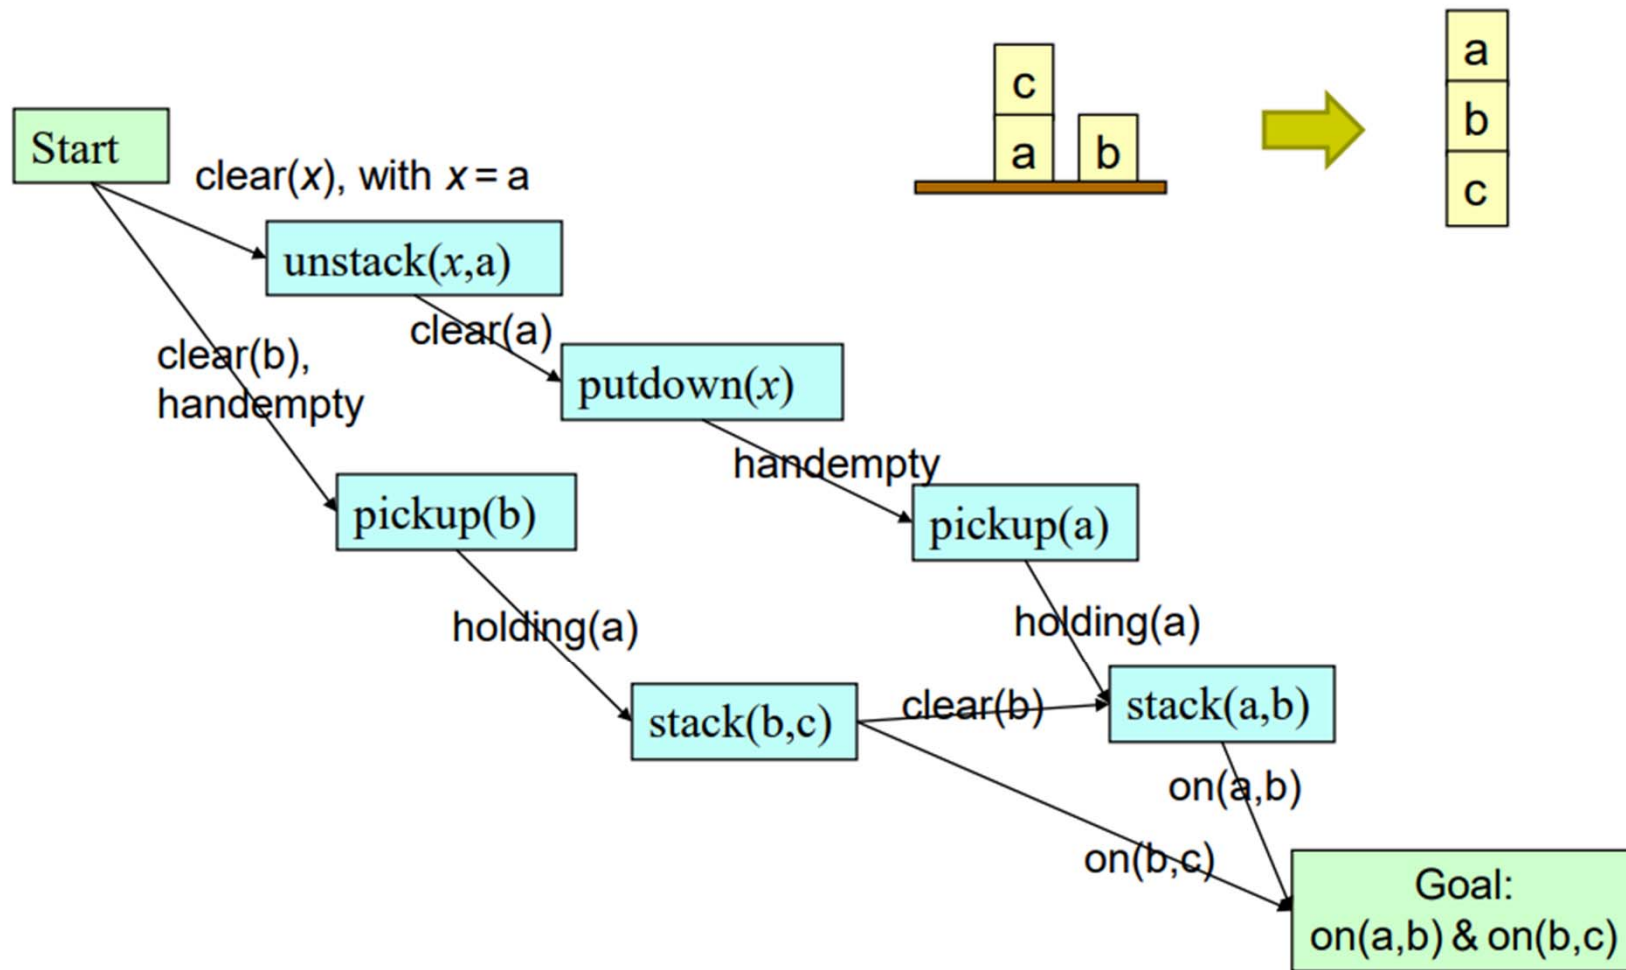 c
a
b
a
b
c
Start
clear(x), with x = a
unstack(x,a)
clear(a)
putdown(x)
clear(b),
handempty
handempty
pickup(b)
pickup(a)
holding(a)
holding(a)
stack(b,c)
clear(b)
stack(a,b)
on(a,b)
on(b,c)
Goal:
on(a,b) & on(b,c)